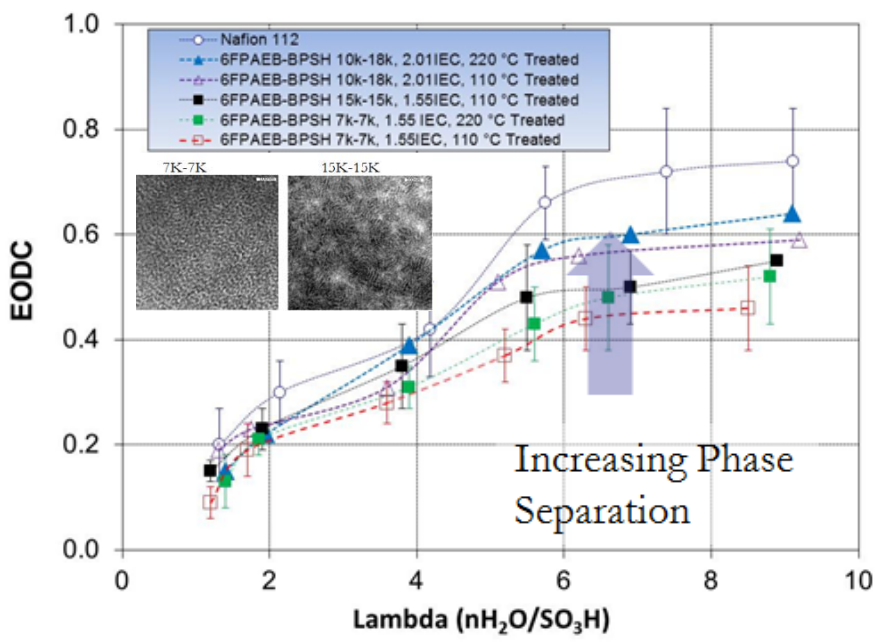 1.0
0.8
0.6
0.4
0.2
0.0
EODC
Nafion 112
6FPAEB-BPSH 10k-18k, 2.01IEC, 220 °C Treated
6FPAEB-BPSH 10k-18k, 2.01IEC, 110 °C Treated
6FPAEB-BPSH 15k-15k, 1.55IEC, 110 °C Treated
6FPAEB-BPSH 7k-7k, 1.55 IEC, 220 °C Treated
6FPAEB-BPSH 7k-7k, 1.55IEC, 110 °C Treated
7K-7K
15K-15K
Increasing Phase
Separation
0 2 4 6 8 10
Lambda (nH₂O/SO₃H)